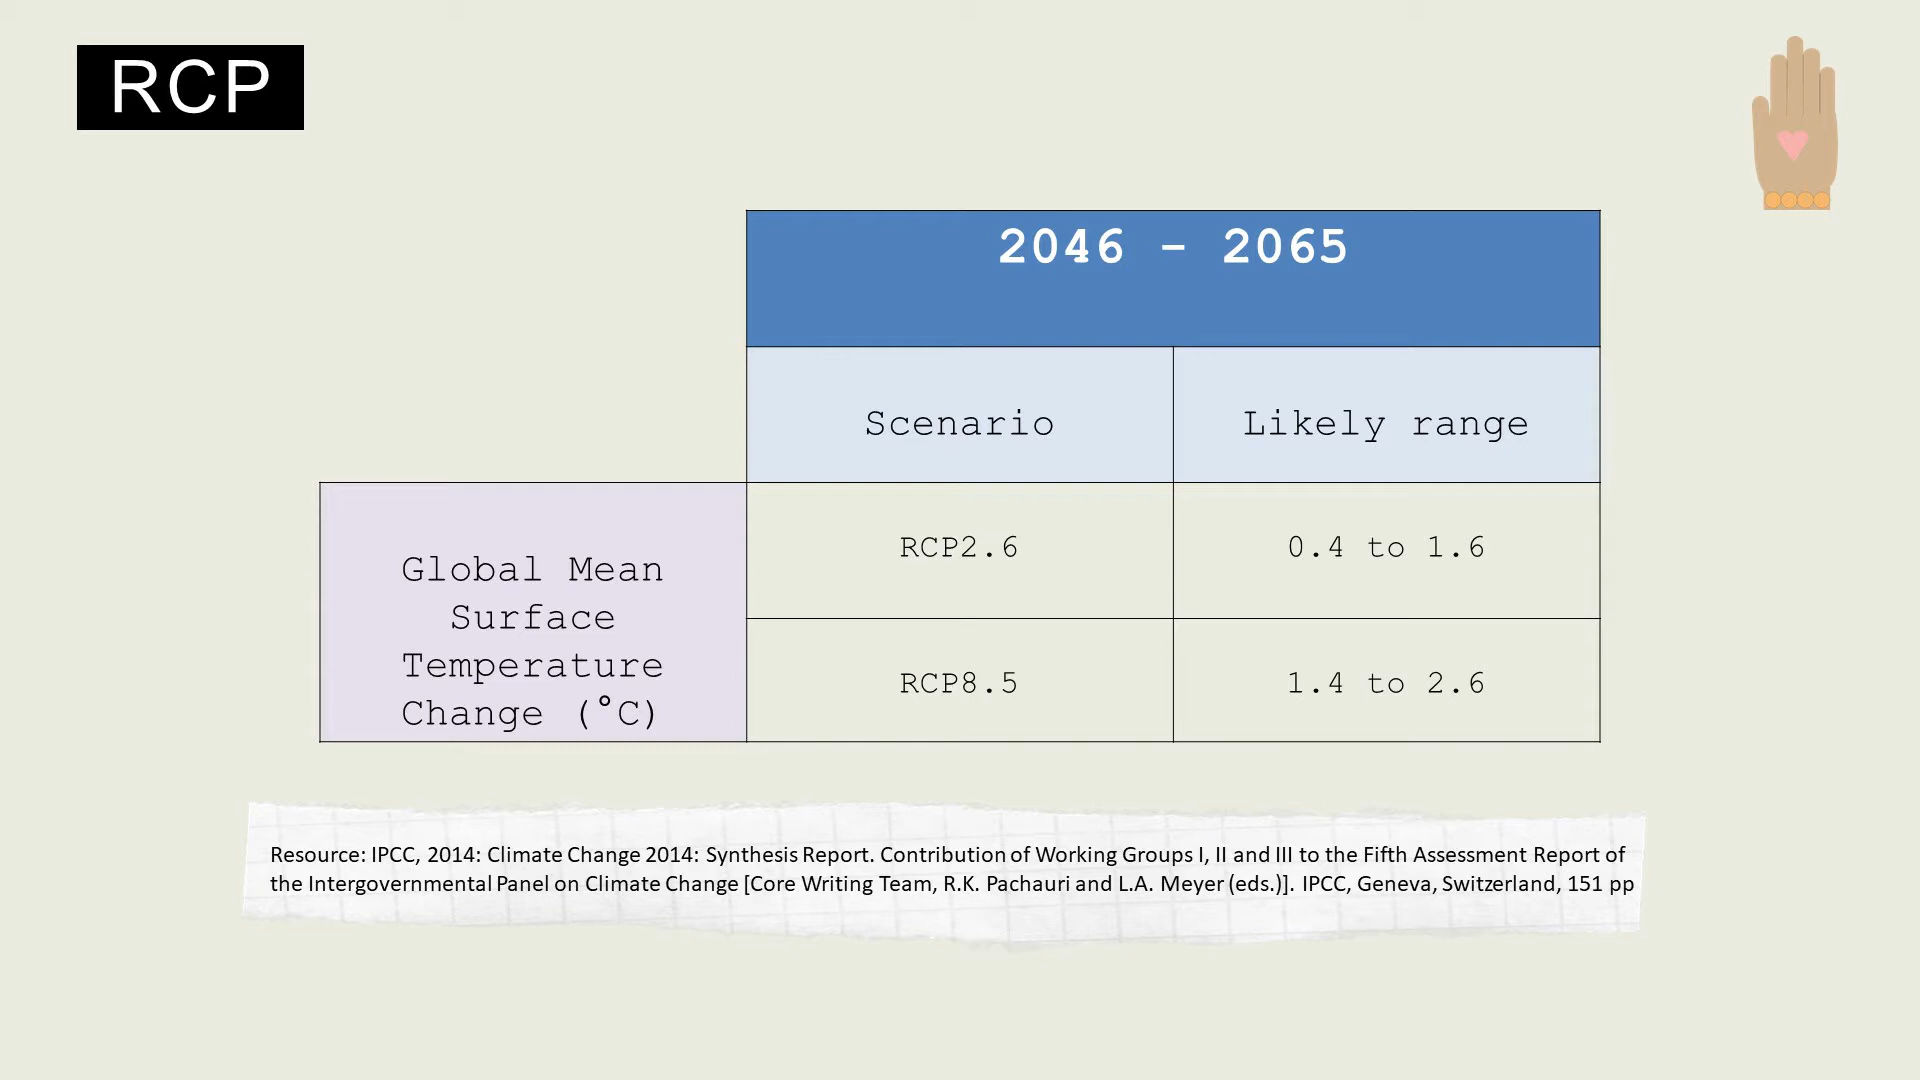 RCP
2046 - 2065
Scenario Likely range
RCP2.6 0.4 to 1.6
Global Mean
Surface
Temperature
Change (°C)
RCP8.5 1.4 to 2.6
Resource: IPCC, 2014: Climate Change 2014: Synthesis Report. Contribution of Working Groups I, II and III to the Fifth Assessment Report of
the Intergovernmental Panel on Climate Change [Core Writing Team, R.K. Pachauri and L.A. Meyer (eds.)]. IPCC, Geneva, Switzerland, 151 pp